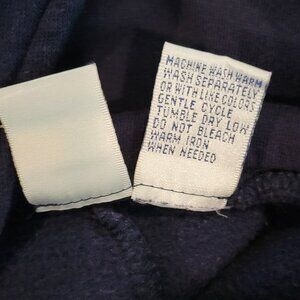 MACHINE WASH WARM
WASH SEPARATELY
OR WITH LIKE COLORS
GENTLE CYCLE
TUMBLE DRY LOW
DO NOT BLEACH
WARM IRON
WHEN NEEDED